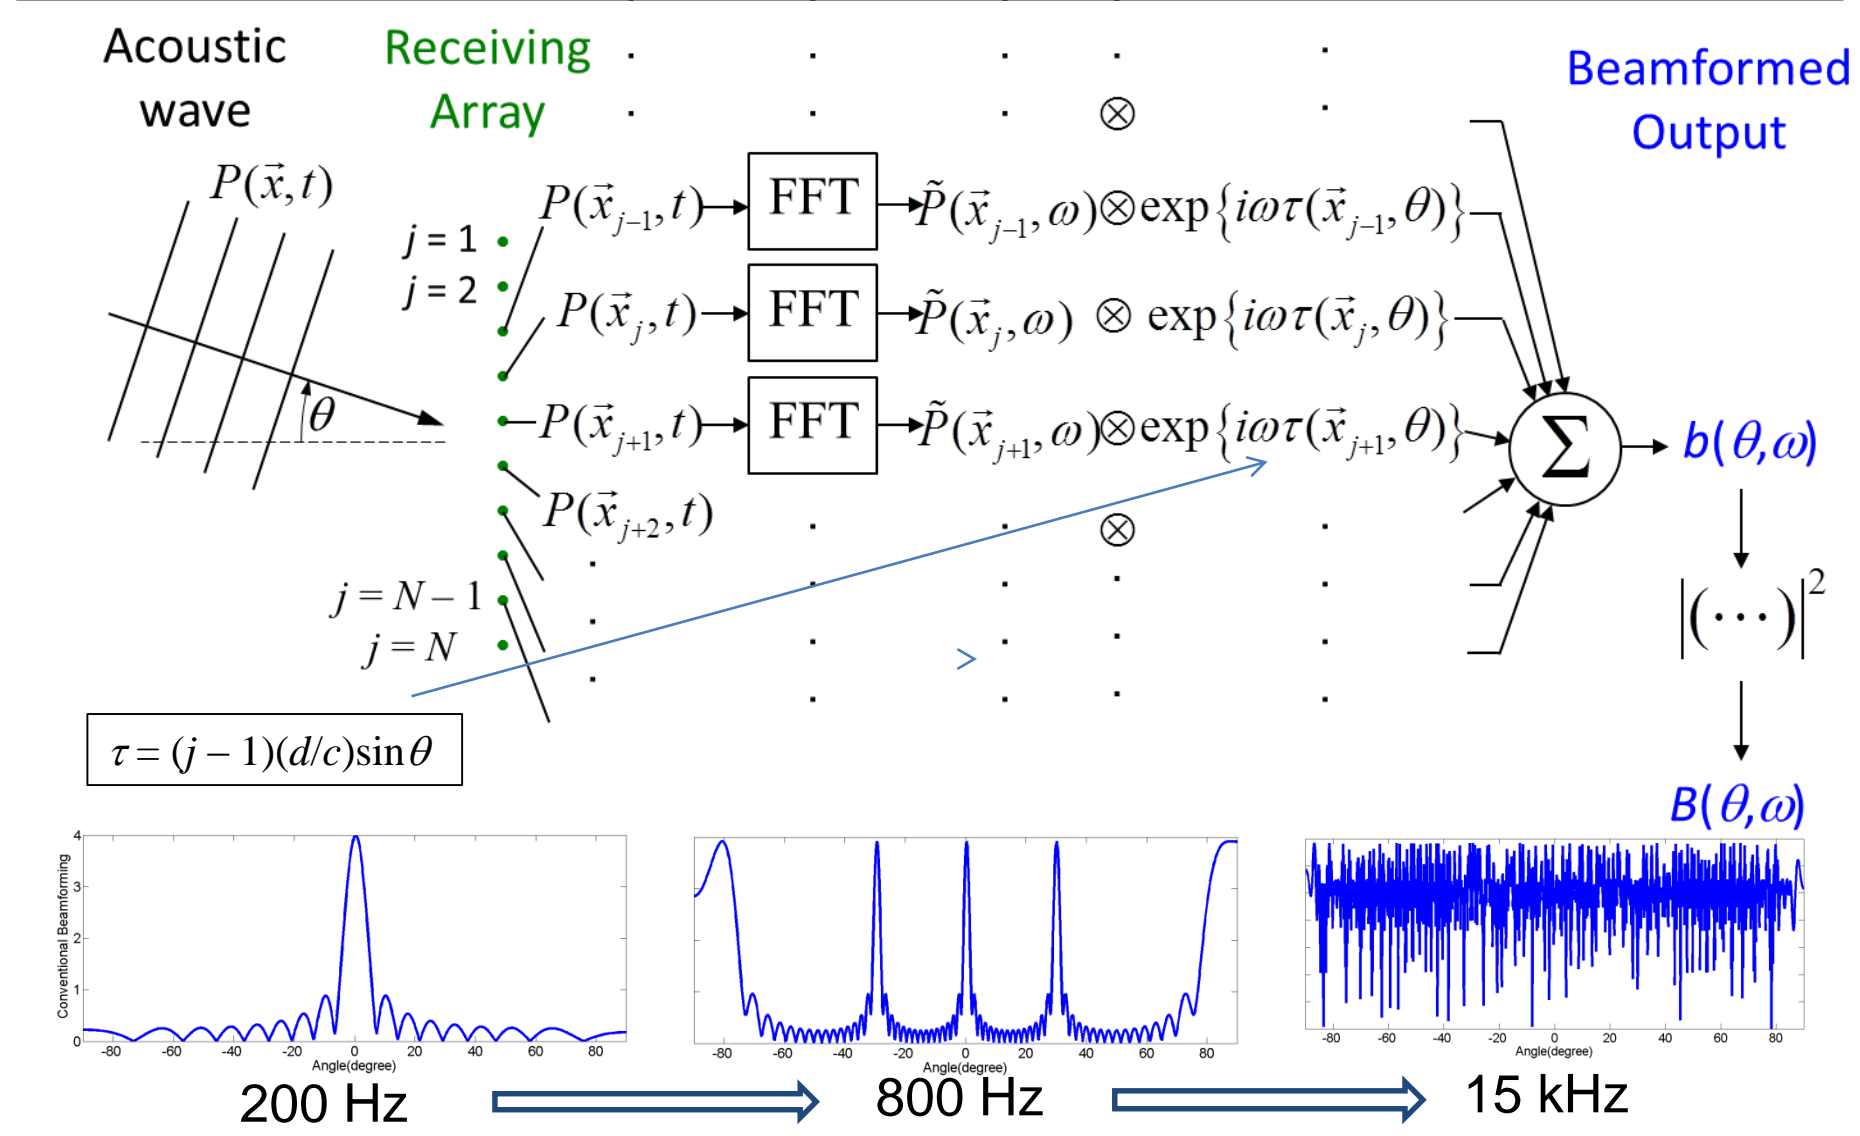 Acoustic
wave
Receiving
Array
Beamformed
Output
P(x⃗,t)
j = 1
j = 2
j = N − 1
j = N
θ
P(x⃗_{j−1},t) FFT P̃(x⃗_{j−1},ω) ⊗ exp{iωτ(x⃗_{j−1},θ)}
P(x⃗_j,t) FFT P̃(x⃗_j,ω) ⊗ exp{iωτ(x⃗_j,θ)}
P(x⃗_{j+1},t) FFT P̃(x⃗_{j+1},ω) ⊗ exp{iωτ(x⃗_{j+1},θ)}
P(x⃗_{j+2},t)
⊗
⊗
Σ
b(θ,ω)
|(⋯)|²
B(θ,ω)
τ = (j – 1)(d/c)sinθ
Conventional Beamforming
4
3
2
1
0
-80 -60 -40 -20 0 20 40 60 80
Angle(degree)
200 Hz
-80 -60 -40 -20 0 20 40 60 80
Angle(degree)
800 Hz
-80 -60 -40 -20 0 20 40 60 80
Angle(degree)
15 kHz